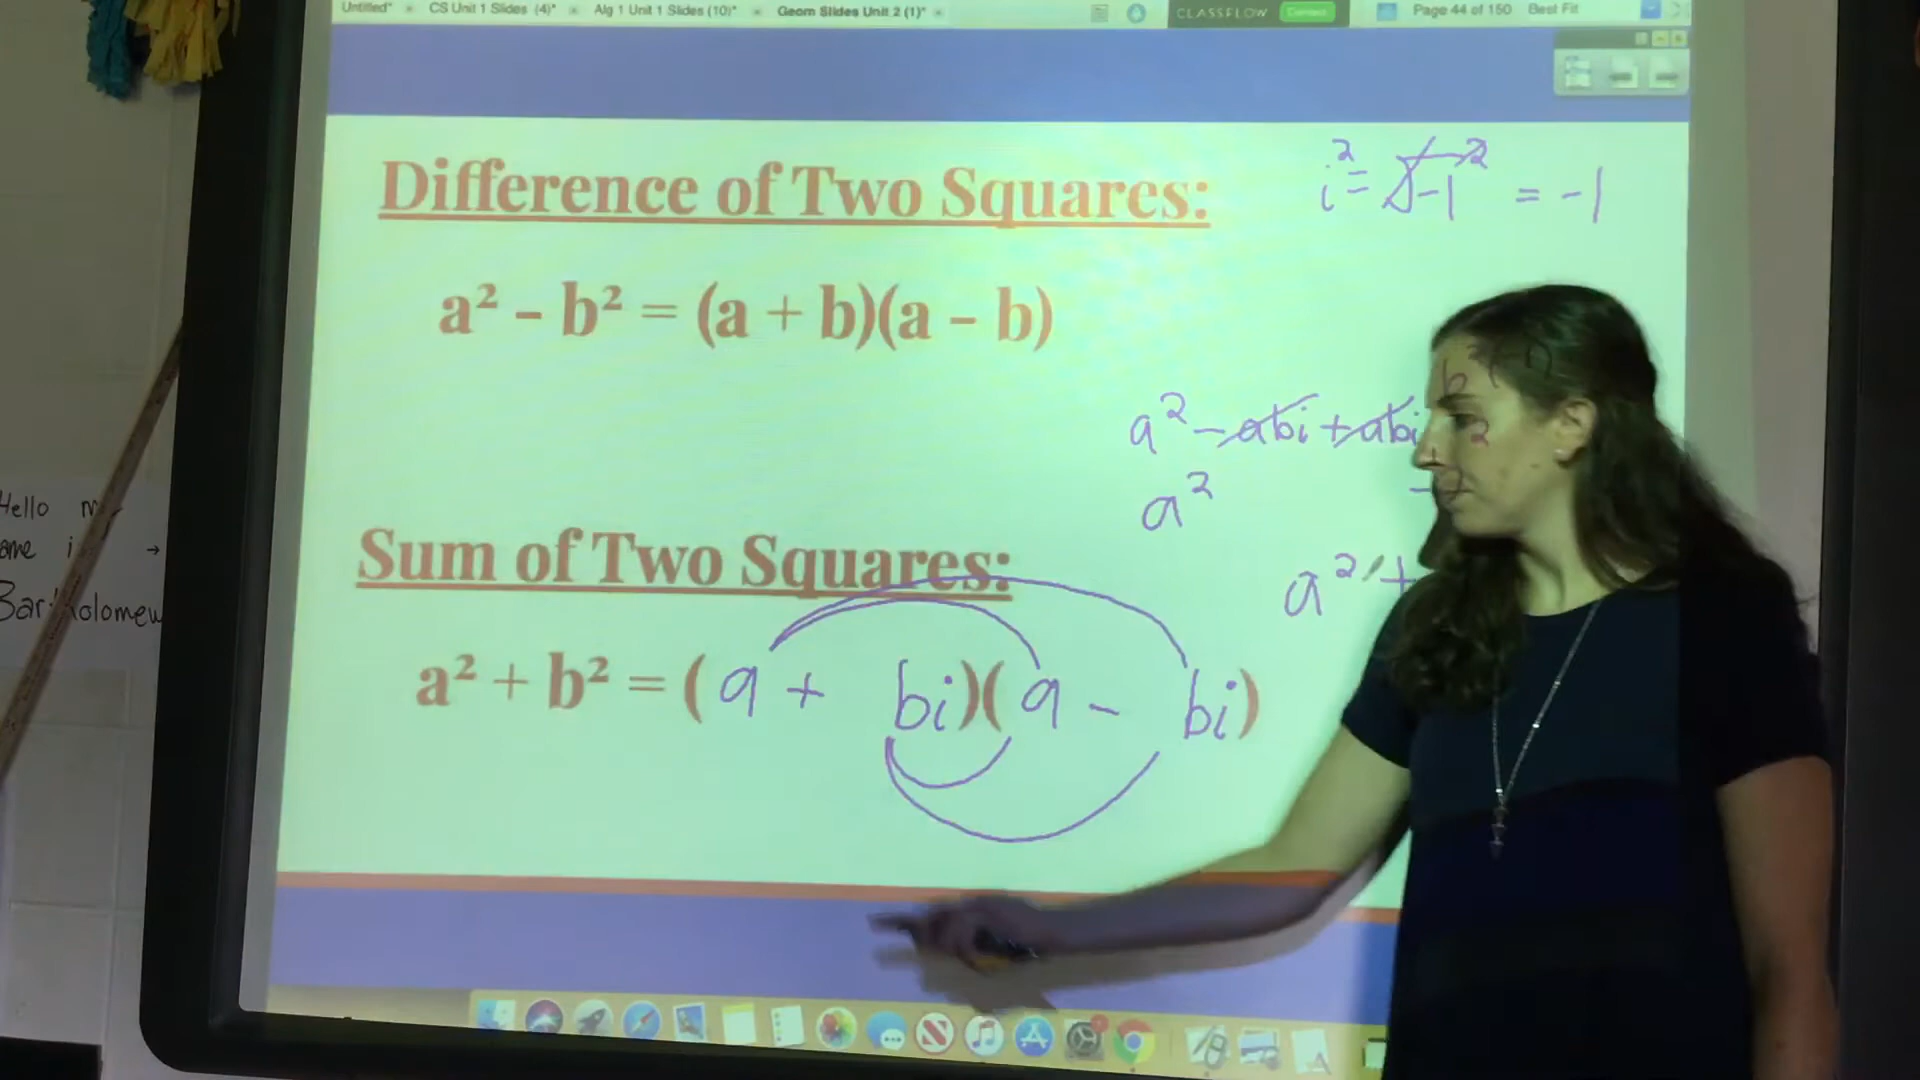 Untitled* CS Unit 1 Slides (4)* Alg 1 Unit 1 Slides (10)* Geom Slides Unit 2 (1)* CLASSFLOW Connect Page 44 of 150 Best Fit
Difference of Two Squares:
i² = √-1² = -1
a² - b² = (a + b)(a - b)
a² - abi + abi
a² -
Sum of Two Squares:
a² +
a² + b² = (a + bi)(a - bi)
Hello
i →
Bartholomew